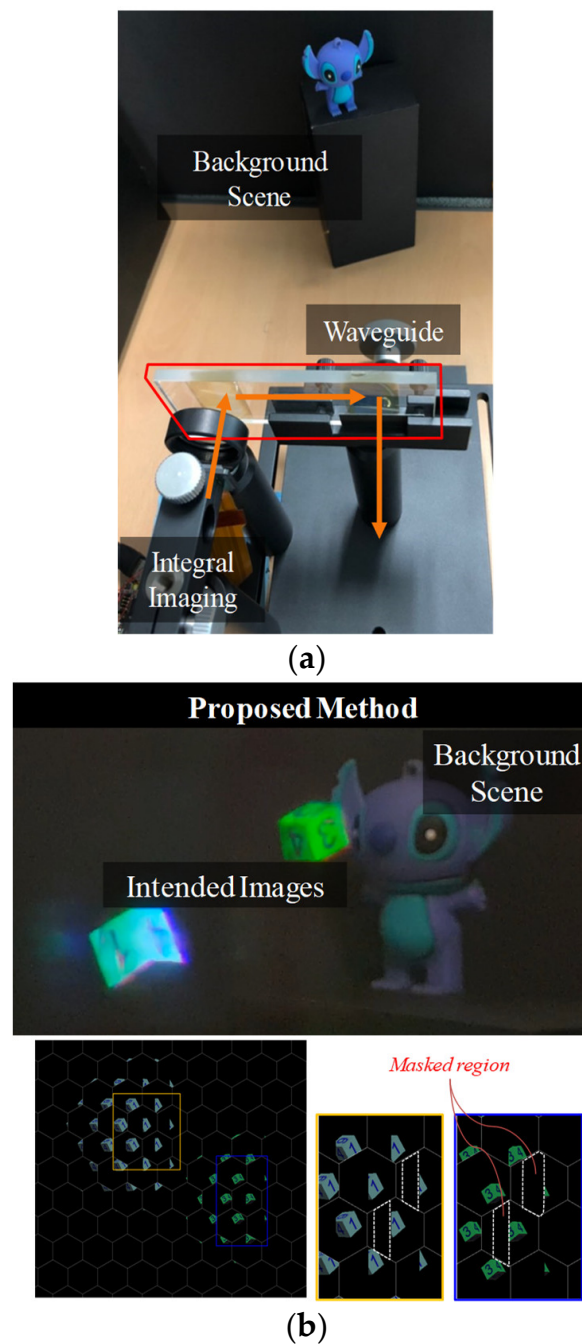 Background
Scene
Waveguide
Integral
Imaging
(a)
Proposed Method
Background
Scene
Intended Images
Masked region
(b)